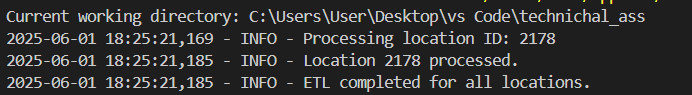 Current working directory: C:\Users\User\Desktop\vs Code\technichal_ass
2025-06-01 18:25:21,169 - INFO - Processing location ID: 2178
2025-06-01 18:25:21,185 - INFO - Location 2178 processed.
2025-06-01 18:25:21,185 - INFO - ETL completed for all locations.